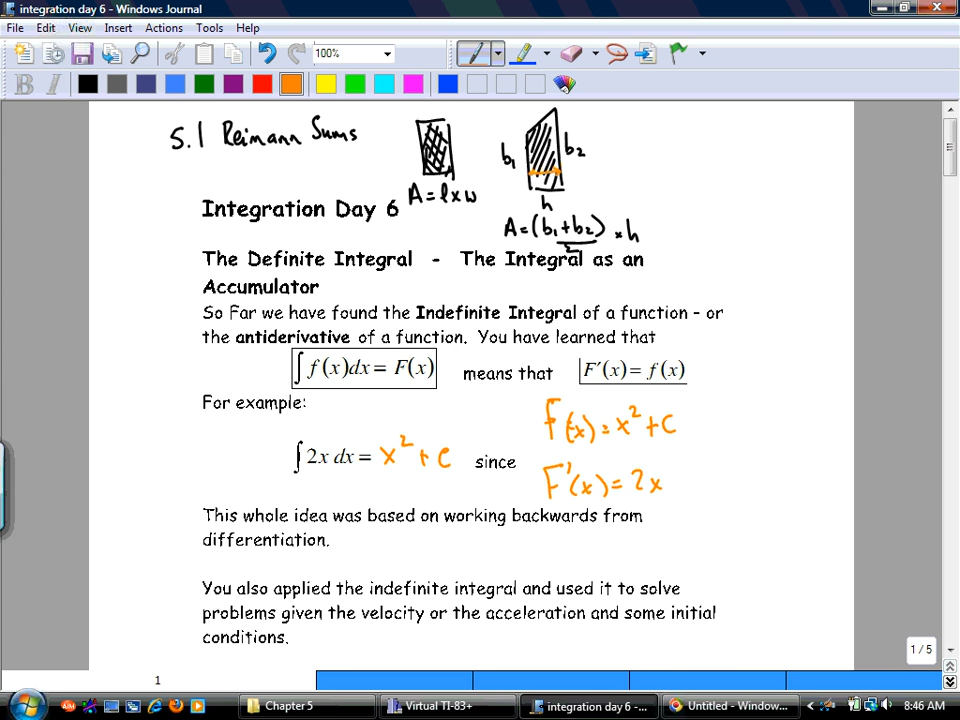 integration day 6 - Windows Journal
File Edit View Insert Actions Tools Help
100%
B I
5.1 Reimann Sums
b1 b2
A = l x w
h
Integration Day 6
A = (b1 + b2) x h
2
The Definite Integral - The Integral as an
Accumulator
So Far we have found the Indefinite Integral of a function - or
the antiderivative of a function. You have learned that
∫ f(x)dx = F(x) means that F′(x) = f(x)
For example:
F(x) = x² + C
∫ 2x dx = x² + C since
F'(x) = 2x
This whole idea was based on working backwards from
differentiation.
You also applied the indefinite integral and used it to solve
problems given the velocity or the acceleration and some initial
conditions.
1 / 5
1
Chapter 5 Virtual TI-83+ integration day 6 -... Untitled - Window... 8:46 AM